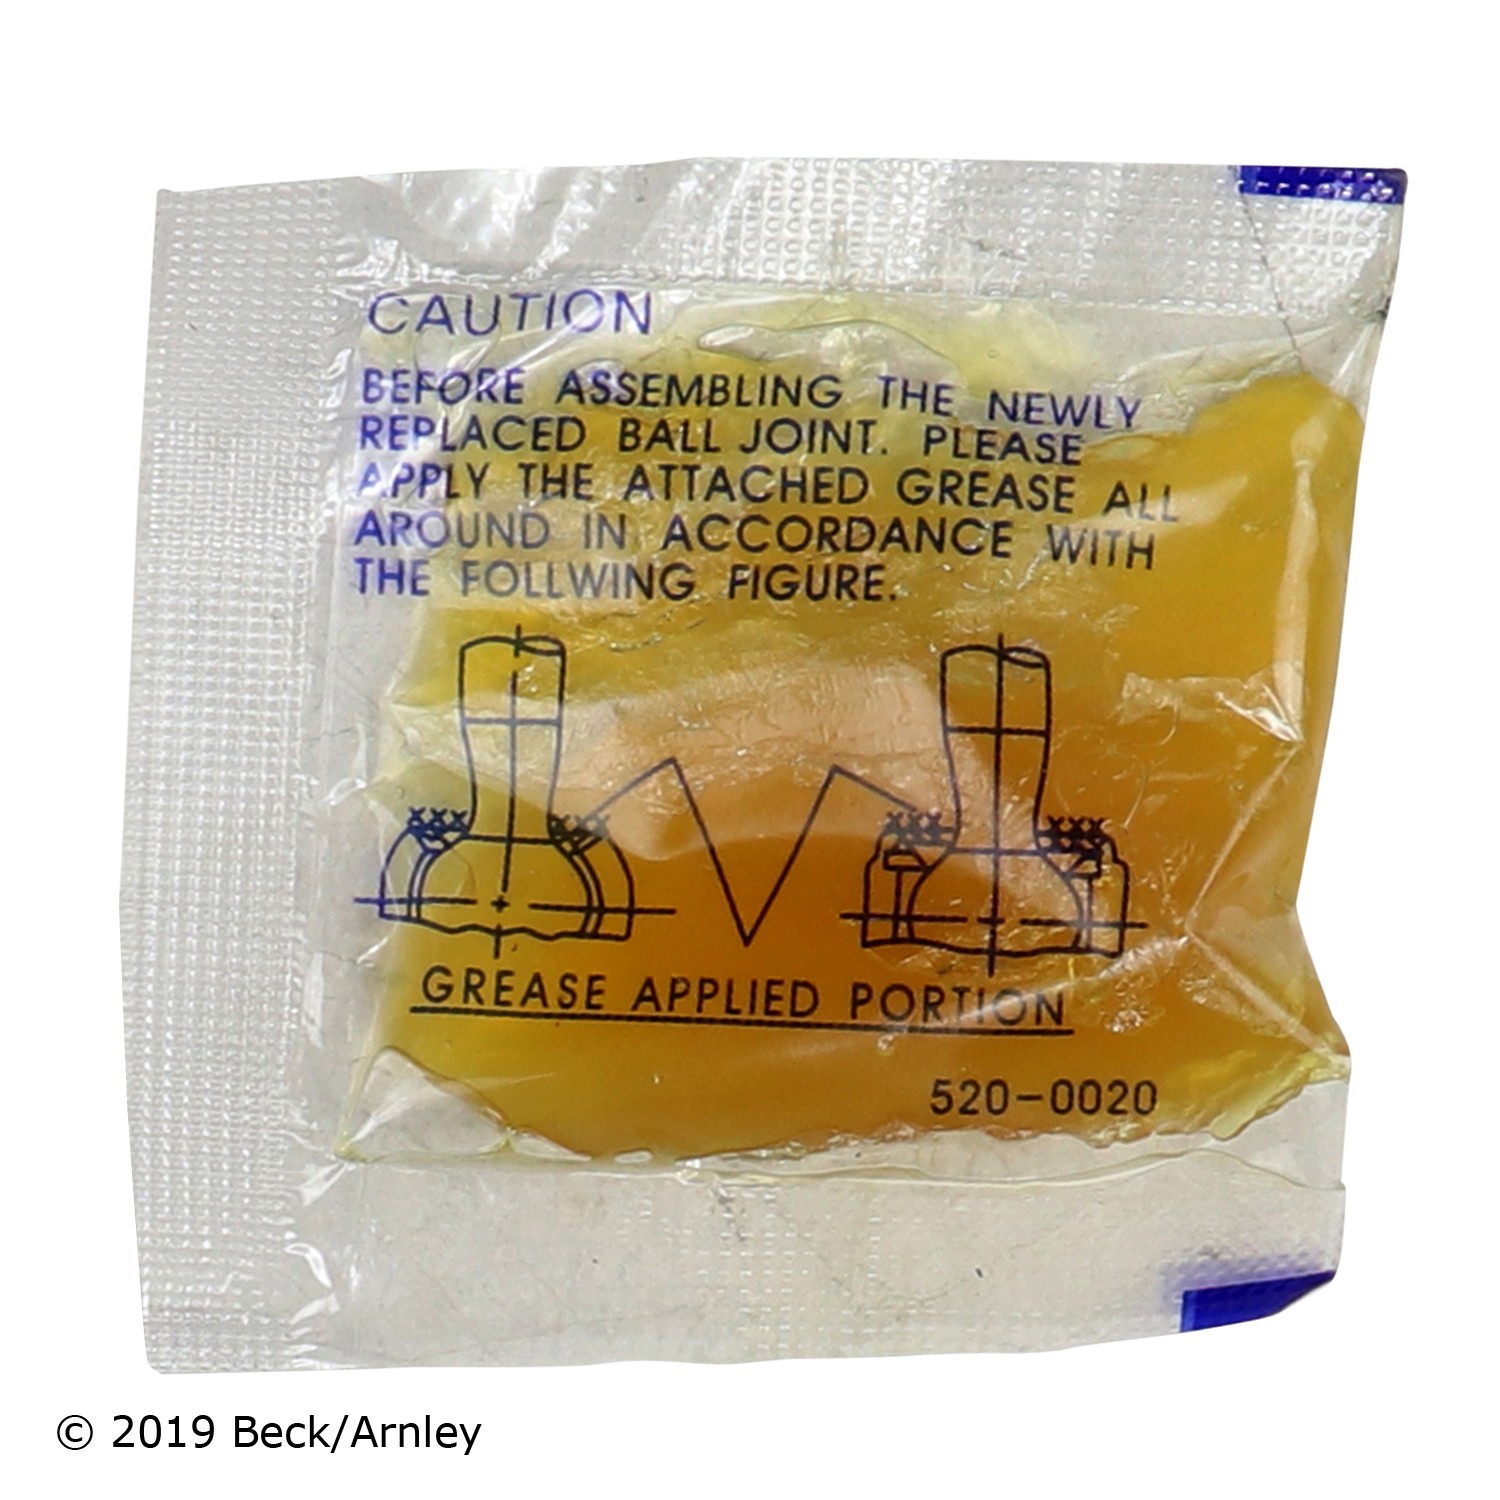 CAUTION
BEFORE ASSEMBLING THE NEWLY
REPLACED BALL JOINT. PLEASE
APPLY THE ATTACHED GREASE ALL
AROUND IN ACCORDANCE WITH
THE FOLLWING FIGURE.
GREASE APPLIED PORTION
520-0020
© 2019 Beck/Arnley